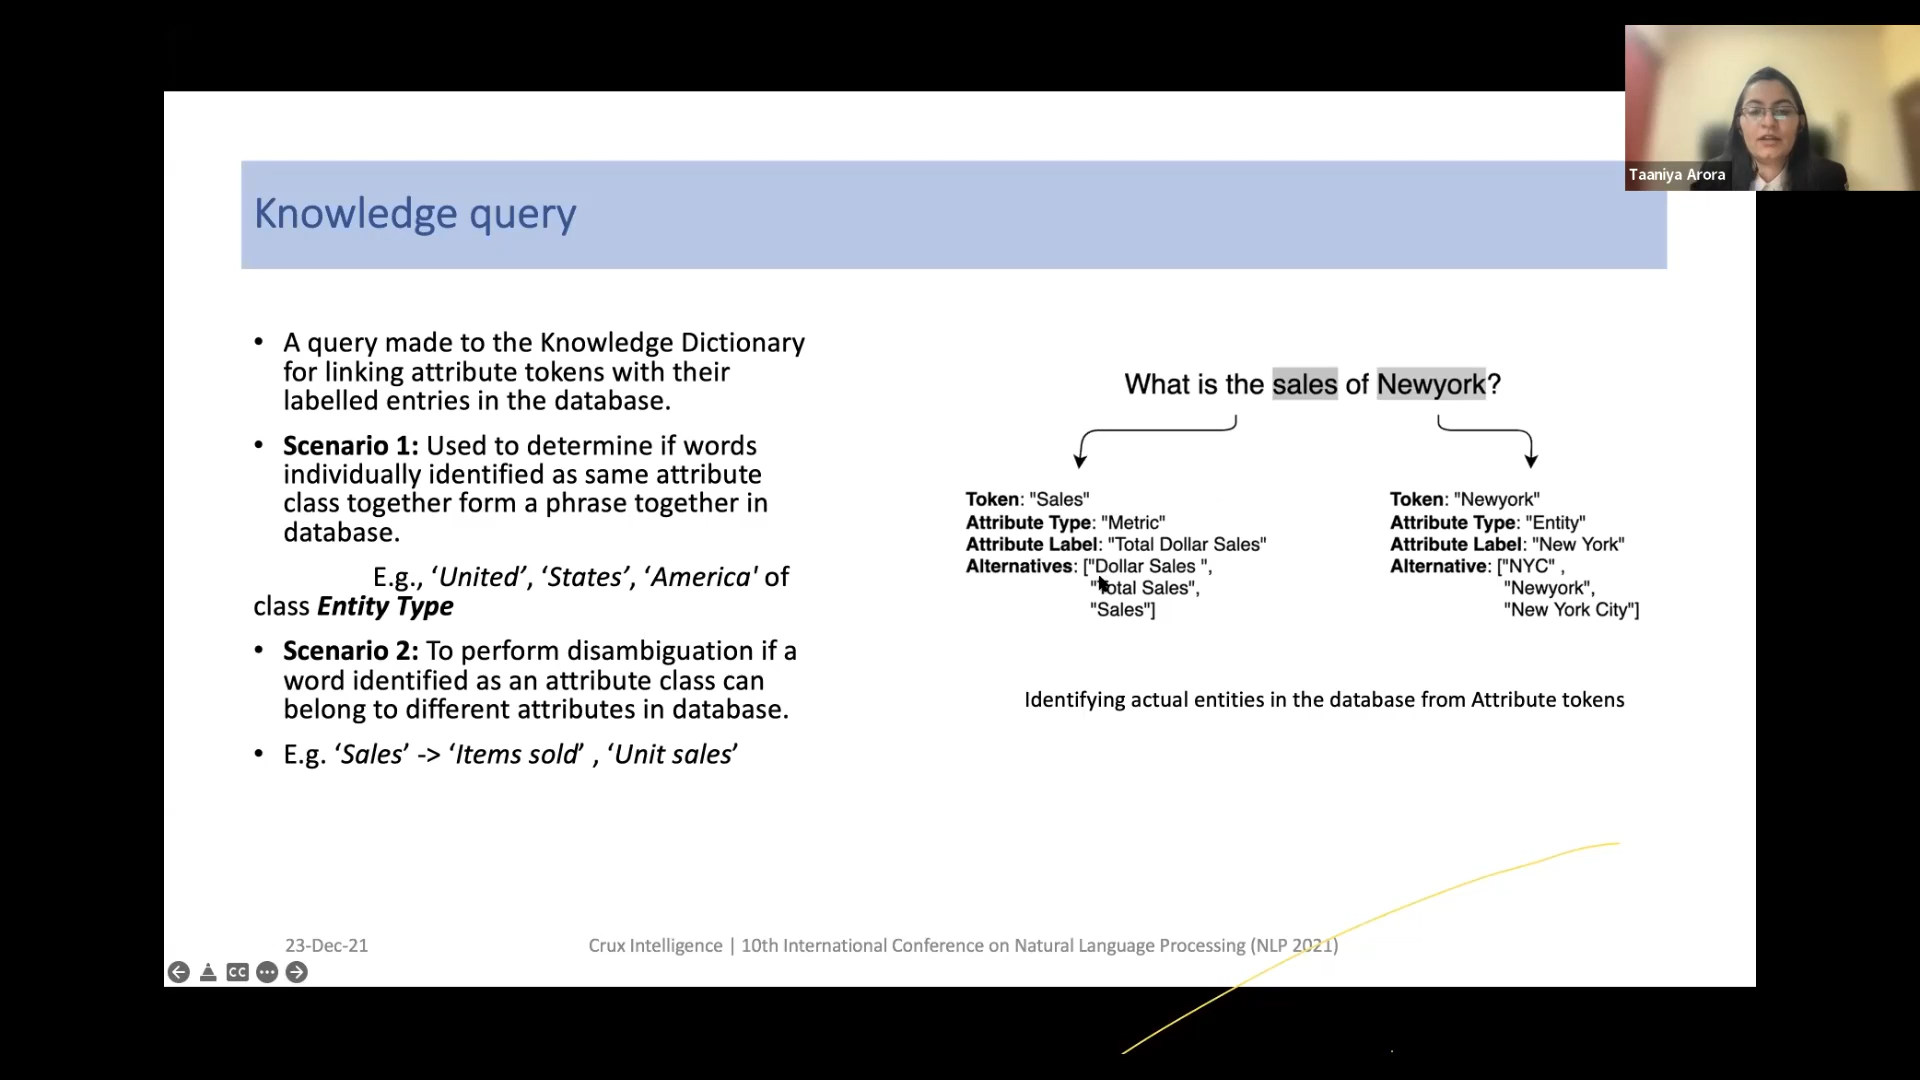 Taaniya Arora
Knowledge query
• A query made to the Knowledge Dictionary
for linking attribute tokens with their
labelled entries in the database.
• Scenario 1: Used to determine if words
individually identified as same attribute
class together form a phrase together in
database.
E.g., ‘United’, ‘States’, ‘America' of
class Entity Type
• Scenario 2: To perform disambiguation if a
word identified as an attribute class can
belong to different attributes in database.
• E.g. ‘Sales’ -> ‘Items sold’ , ‘Unit sales’
What is the sales of Newyork?
Token: "Sales"
Attribute Type: "Metric"
Attribute Label: "Total Dollar Sales"
Alternatives: ["Dollar Sales ",
"Total Sales",
"Sales"]
Token: "Newyork"
Attribute Type: "Entity"
Attribute Label: "New York"
Alternative: ["NYC" ,
"Newyork",
"New York City"]
Identifying actual entities in the database from Attribute tokens
23-Dec-21
Crux Intelligence | 10th International Conference on Natural Language Processing (NLP 2021)
CC